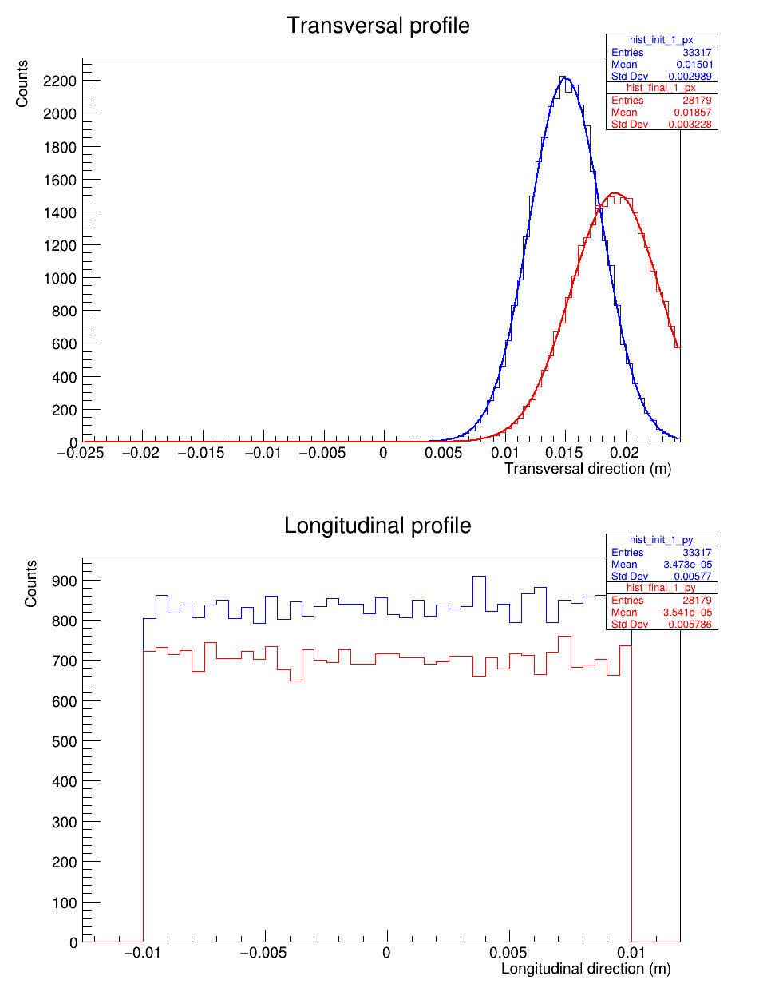 Transversal profile
Counts
hist_init_1_px
Entries 33317
Mean 0.01501
Std Dev 0.002989
hist_final_1_px
Entries 28179
Mean 0.01857
Std Dev 0.003228
2200
2000
1800
1600
1400
1200
1000
800
600
400
200
0
−0.025 −0.02 −0.015 −0.01 −0.005 0 0.005 0.01 0.015 0.02
Transversal direction (m)
Longitudinal profile
Counts
hist_init_1_py
Entries 33317
Mean 3.473e−05
Std Dev 0.00577
hist_final_1_py
Entries 28179
Mean −3.541e−05
Std Dev 0.005786
900
800
700
600
500
400
300
200
100
0
−0.01 −0.005 0 0.005 0.01
Longitudinal direction (m)